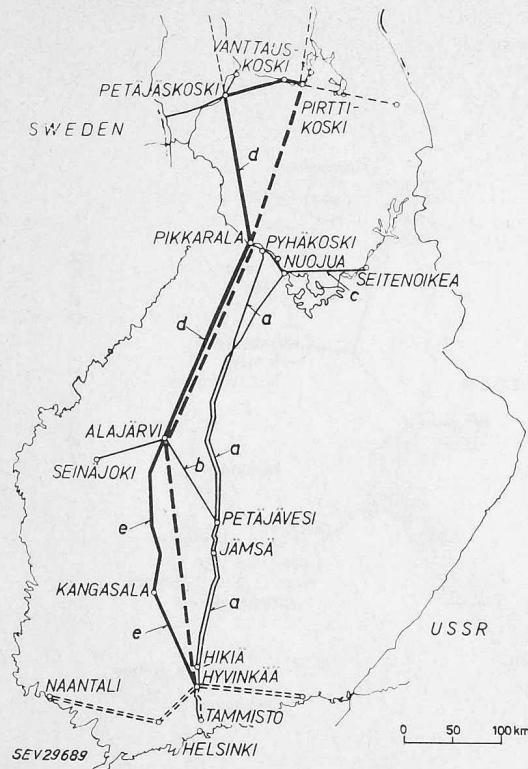 VANTTAUS-
KOSKI
PETÄJÄSKOSKI
PIRTTI-
KOSKI
SWEDEN
d
PIKKARALA
PYHÄKOSKI
NUOJUA
SEITENOIKEA
c
a
d
ALAJÄRVI
a
b
SEINÄJOKI
PETÄJÄVESI
e
JÄMSÄ
KANGASALA
a
e
USSR
HIKIÄ
HYVINKÄÄ
NAANTALI
TAMMISTO
HELSINKI
0 50 100 km
SEV29689